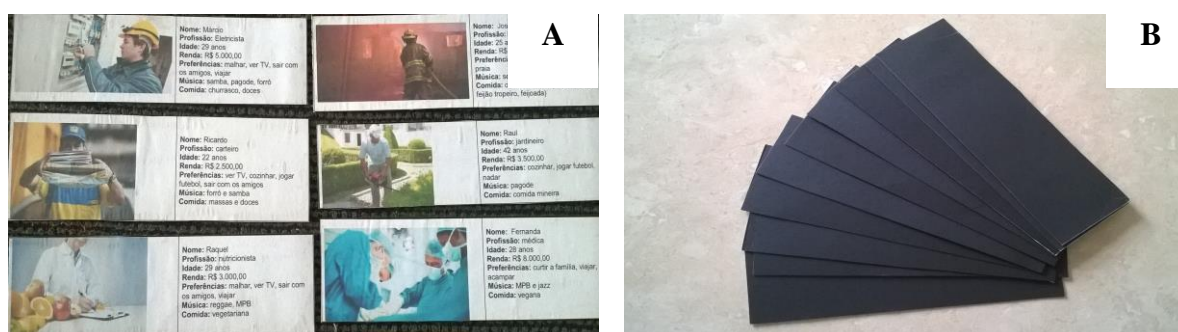 Nome: Márcio
Profissão: Eletricista
Idade: 29 anos
Renda: R$ 5.000,00
Preferências: malhar, ver TV, sair com
os amigos, viajar
Música: samba, pagode, forró
Comida: churrasco, doces
Nome: Ricardo
Profissão: carteiro
Idade: 22 anos
Renda: R$ 2.500,00
Preferências: ver TV, cozinhar, jogar
futebol, sair com os amigos
Música: forró e samba
Comida: massas e doces
Nome: Raquel
Profissão: nutricionista
Idade: 29 anos
Renda: R$ 3.000,00
Preferências: malhar, ver TV, sair com
os amigos, viajar
Música: reggae, MPB
Comida: vegetariana
Nome:
Profissão:
Idade: 25
Renda: R$
praia
Música:
Comida:
feijão tropeiro, feijoada)
Nome: Raul
Profissão: jardineiro
Idade: 42 anos
Renda: R$ 3.500,00
Preferências: cozinhar, jogar futebol,
nadar
Música: pagode
Comida: comida mineira
Nome: Fernanda
Profissão: médica
Idade: 28 anos
Renda: R$ 8.000,00
Preferências: curtir a família, viajar,
acampar
Música: MPB e jazz
Comida: vegana
A
B